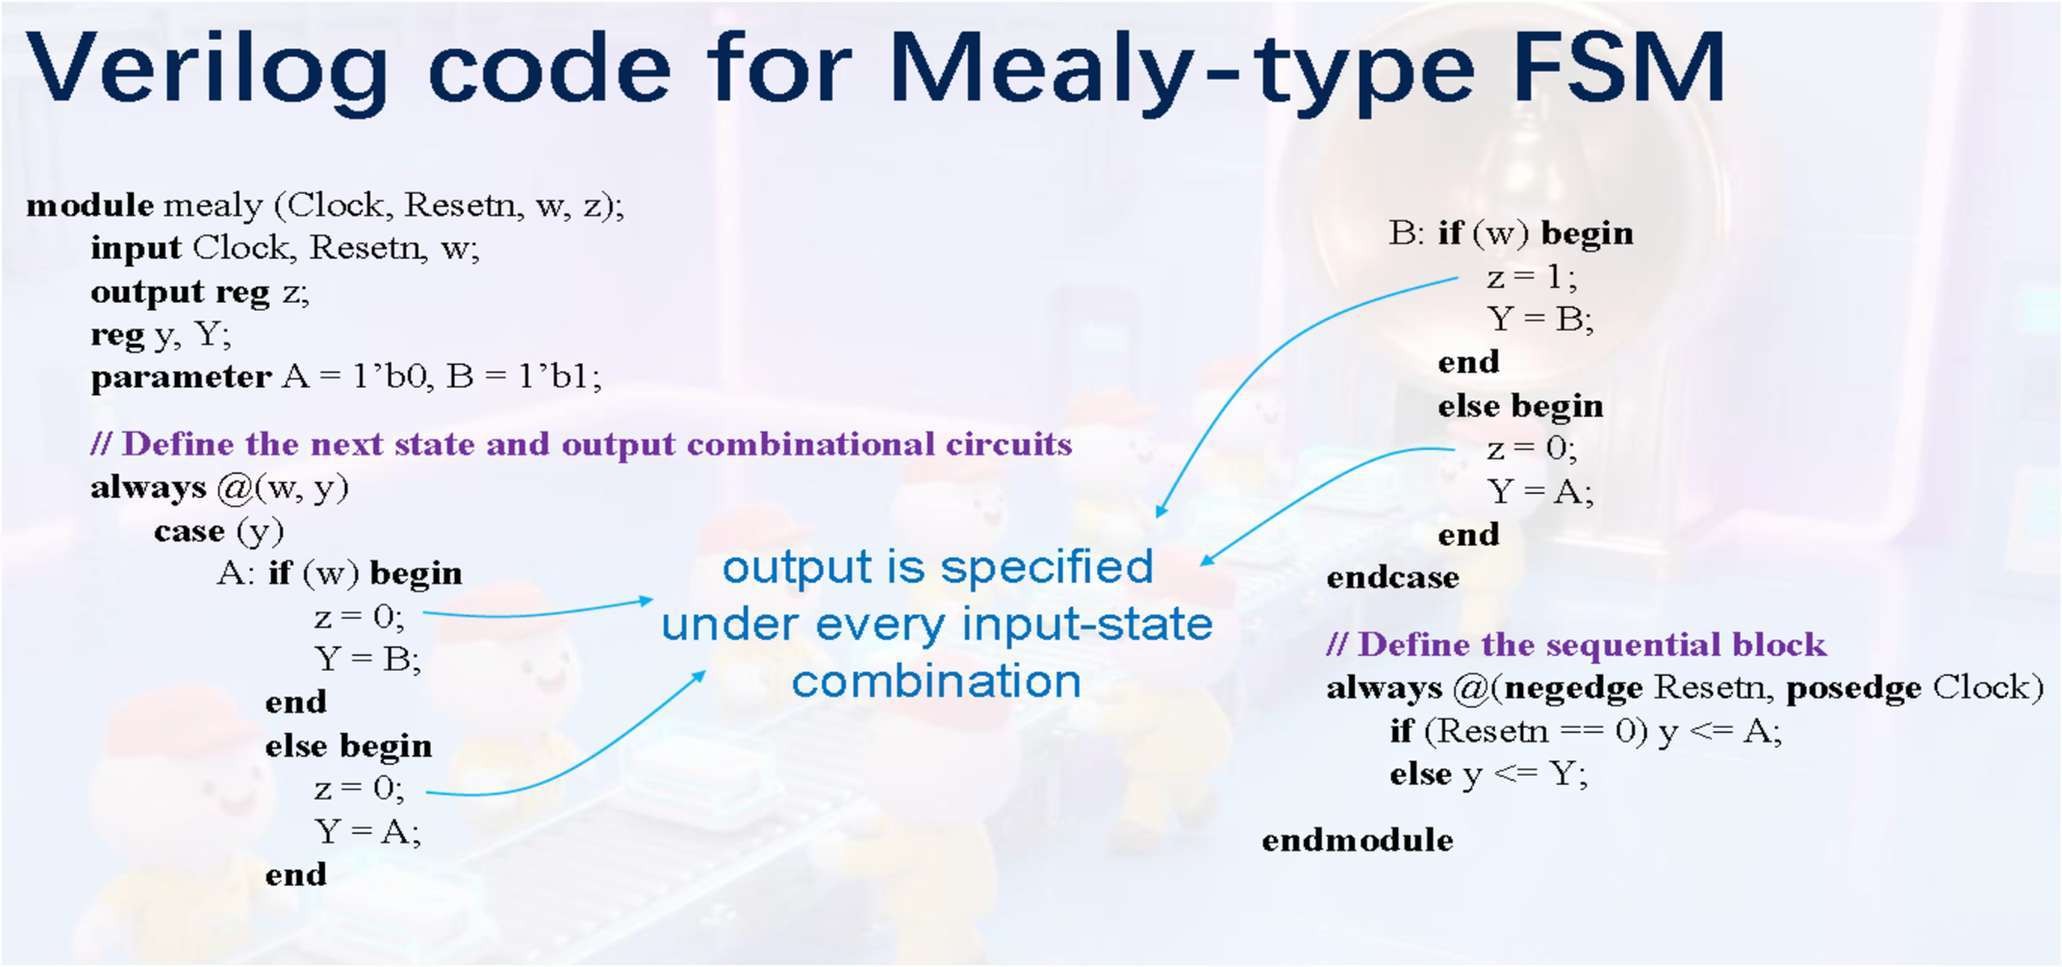 Verilog code for Mealy-type FSM
module mealy (Clock, Resetn, w, z);
input Clock, Resetn, w;
output reg z;
reg y, Y;
parameter A = 1’b0, B = 1’b1;
// Define the next state and output combinational circuits
always @(w, y)
case (y)
A: if (w) begin
z = 0;
Y = B;
end
else begin
z = 0;
Y = A;
end
output is specified
under every input-state
combination
B: if (w) begin
z = 1;
Y = B;
end
else begin
z = 0;
Y = A;
end
endcase
// Define the sequential block
always @(negedge Resetn, posedge Clock)
if (Resetn == 0) y <= A;
else y <= Y;
endmodule